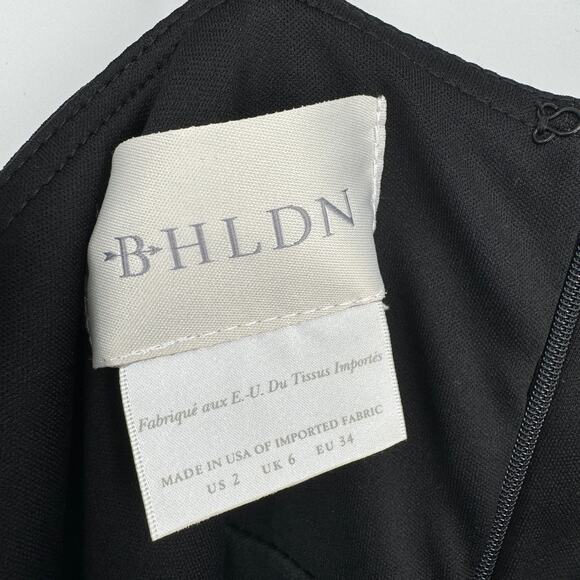 BHLDN
Fabriqué aux E.-U. Du Tissus Importés
MADE IN USA OF IMPORTED FABRIC
US 2 UK 6 EU 34